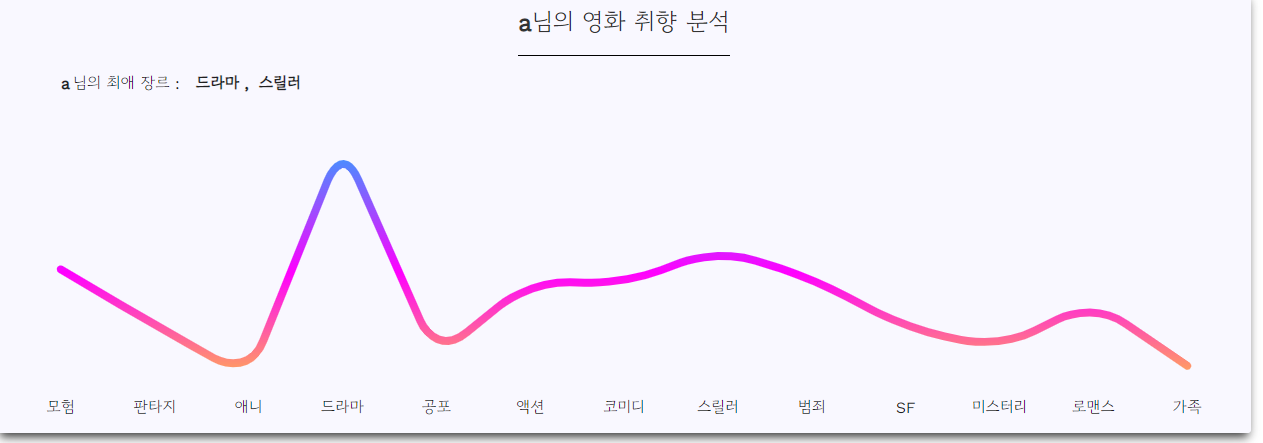 a님의 영화 취향 분석
a 님의 최애 장르 : 드라마 , 스릴러
모험 판타지 애니 드라마 공포 액션 코미디 스릴러 범죄 SF 미스터리 로맨스 가족